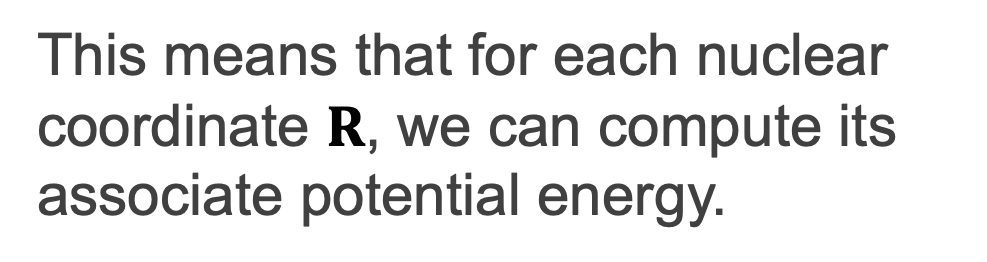 This means that for each nuclear
coordinate R, we can compute its
associate potential energy.